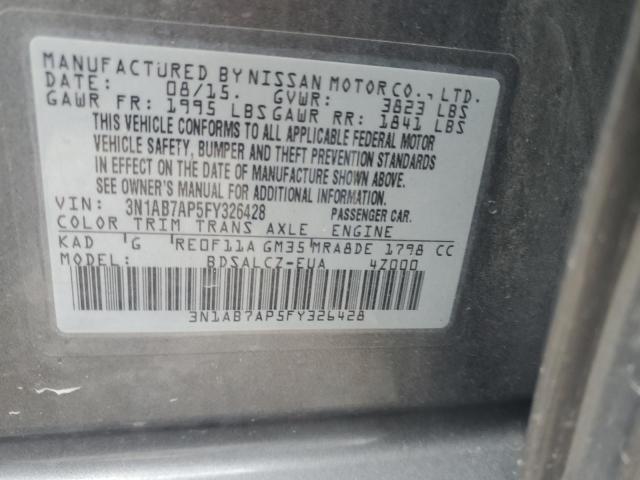 MANUFACTURED BY NISSAN MOTOR CO., LTD.
DATE: 08/15. GVWR: 3823 LBS
GAWR FR: 1995 LBS GAWR RR: 1841 LBS
THIS VEHICLE CONFORMS TO ALL APPLICABLE FEDERAL MOTOR
VEHICLE SAFETY, BUMPER AND THEFT PREVENTION STANDARDS
IN EFFECT ON THE DATE OF MANUFACTURE SHOWN ABOVE.
SEE OWNER'S MANUAL FOR ADDITIONAL INFORMATION.
VIN: 3N1AB7AP5FY326428 PASSENGER CAR.
COLOR TRIM TRANS AXLE ENGINE
KAD G RE0F11A GM35 MRA8DE 1798 CC
MODEL: BDSALCZ-EUA 4Z000
3N1AB7AP5FY326428